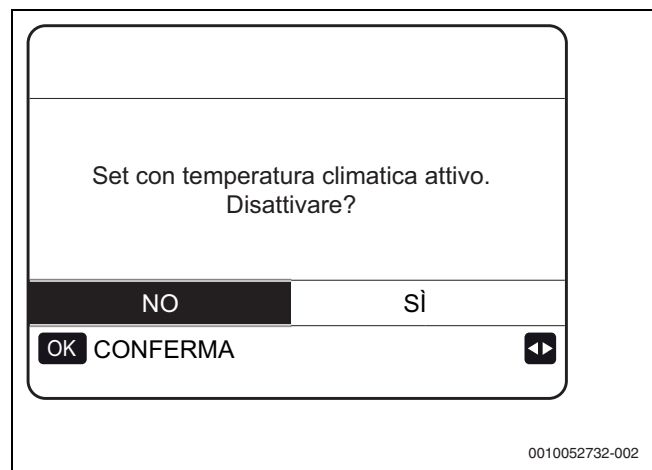 Set con temperatura climatica attivo.
Disattivare?
NO SÌ
OK CONFERMA
0010052732-002